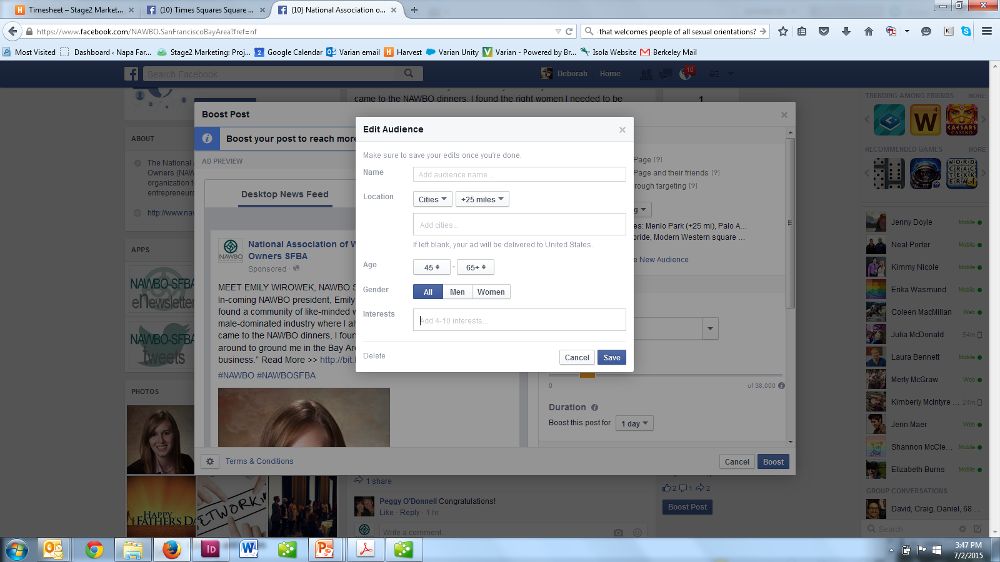 Timesheet – Stage2 Market...
(10) Times Squares Square ...
(10) National Association o...
https://www.facebook.com/NAWBO.SanFranciscoBayArea?fref=nf
that welcomes people of all sexual orientations?
Most Visited
Dashboard ‹ Napa Far...
Stage2 Marketing: Proj...
2 Google Calendar
Varian email
Harvest
Varian Unity
Varian - Powered by Br...
Isola Website
Berkeley Mail
Search Facebook
Deborah
Home
10
came to the NAWBO dinners, I found the right women I needed to be
1
TRENDING AMONG FRIENDS
MORE
W 4
CAESARS CASINO
RECOMMENDED GAMES
MORE
ABOUT
The National A
Owners (NAW
organization to
entrepreneurs
http://www.naw
APPS
NAWBO-SFBA
eNewsletter
NAWBO-SFBA
tweets
PHOTOS
HAPPY
FATHER'S DA
ETWORKIN
Boost Post
Boost your post to reach more
AD PREVIEW
Desktop News Feed
NAWBO
National Association of W
Owners SFBA
Sponsored ·
MEET EMILY WIROWEK, NAWBO S
In-coming NAWBO president, Emily
found a community of like-minded w
male-dominated industry where I al
came to the NAWBO dinners, I foun
around to ground me in the Bay Are
business.” Read More >> http://bit.l
#NAWBO #NAWBOSFBA
Terms & Conditions
Edit Audience
Make sure to save your edits once you're done.
Name
Add audience name ...
Location
Cities
+25 miles
Add cities...
If left blank, your ad will be delivered to United States.
Age
45 - 65+
Gender
All
Men
Women
Interests
Add 4-10 interests...
Delete
Cancel
Save
Page [?]
Page and their friends [?]
rough targeting [?]
g
es: Menlo Park (+25 mi), Palo A...
oride, Modern Western square ...
e New Audience
0
of 38,000
Duration
Boost this post for
1 day
Cancel
Boost
1 share
Peggy O'Donnell Congratulations!
Like · Reply · 1 hr
Write a comment...
2 1 2
Boost Post
Jenny Doyle Mobile
Neal Porter Mobile
Kimmy Nicole Mobile
Erika Wasmund Mobile
Coleen MacMillan Web
Julia McDonald 54m
Laura Bennett Mobile
Merty McGraw Web
Kimberly McIntyre ... 24m
Jenn Maer Web
Shannon McCle... Mobile
Elizabeth Burns Mobile
GROUP CONVERSATIONS
David, Craig, Daniel, 68 ...
Search
3:47 PM
7/2/2015